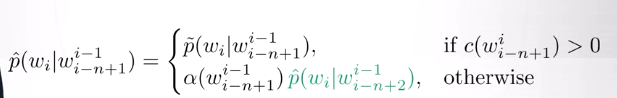 p̂(w_i|w_{i-n+1}^{i-1}) = { p̃(w_i|w_{i-n+1}^{i-1}), if c(w_{i-n+1}^{i}) > 0
α(w_{i-n+1}^{i-1}) p̂(w_i|w_{i-n+2}^{i-1}), otherwise